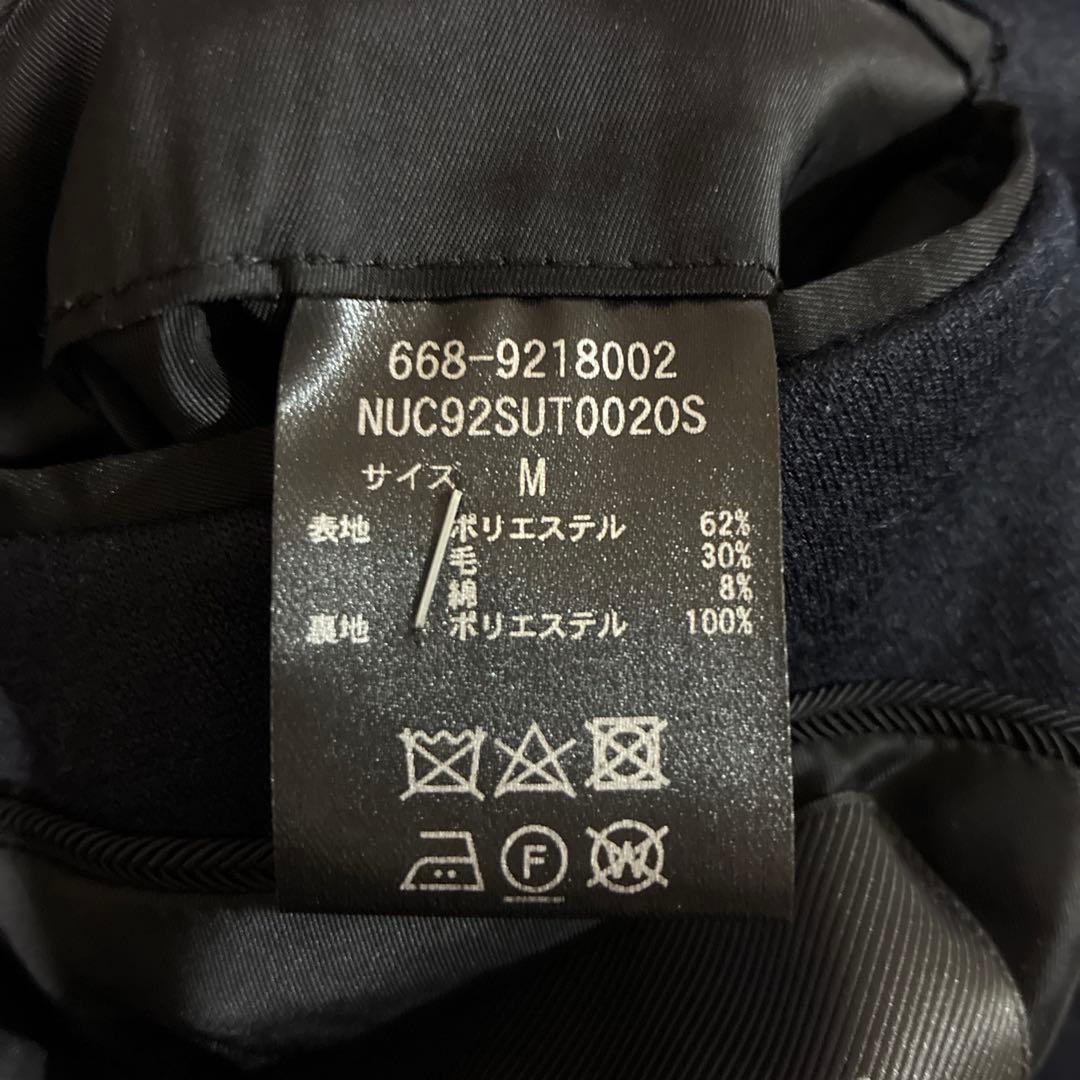 668-9218002
NUC92SUT0020S
サイズ M
表地 ポリエステル 62%
毛 30%
綿 8%
裏地 ポリエステル 100%
F
W